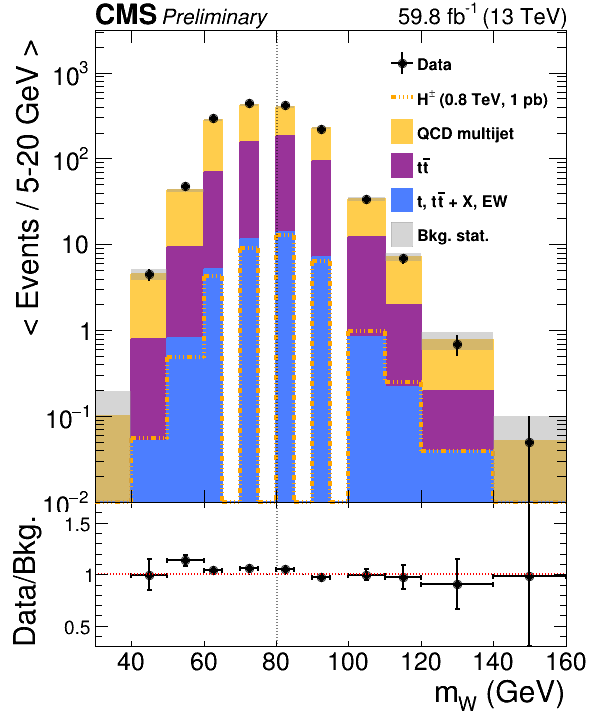 CMS Preliminary 59.8 fb⁻¹ (13 TeV)
< Events / 5-20 GeV >
10³
10²
10
1
10⁻¹
10⁻²
Data
H± (0.8 TeV, 1 pb)
QCD multijet
tt̄
t, tt̄ + X, EW
Bkg. stat.
Data/Bkg.
1.5
1
0.5
40 60 80 100 120 140 160
m_W (GeV)